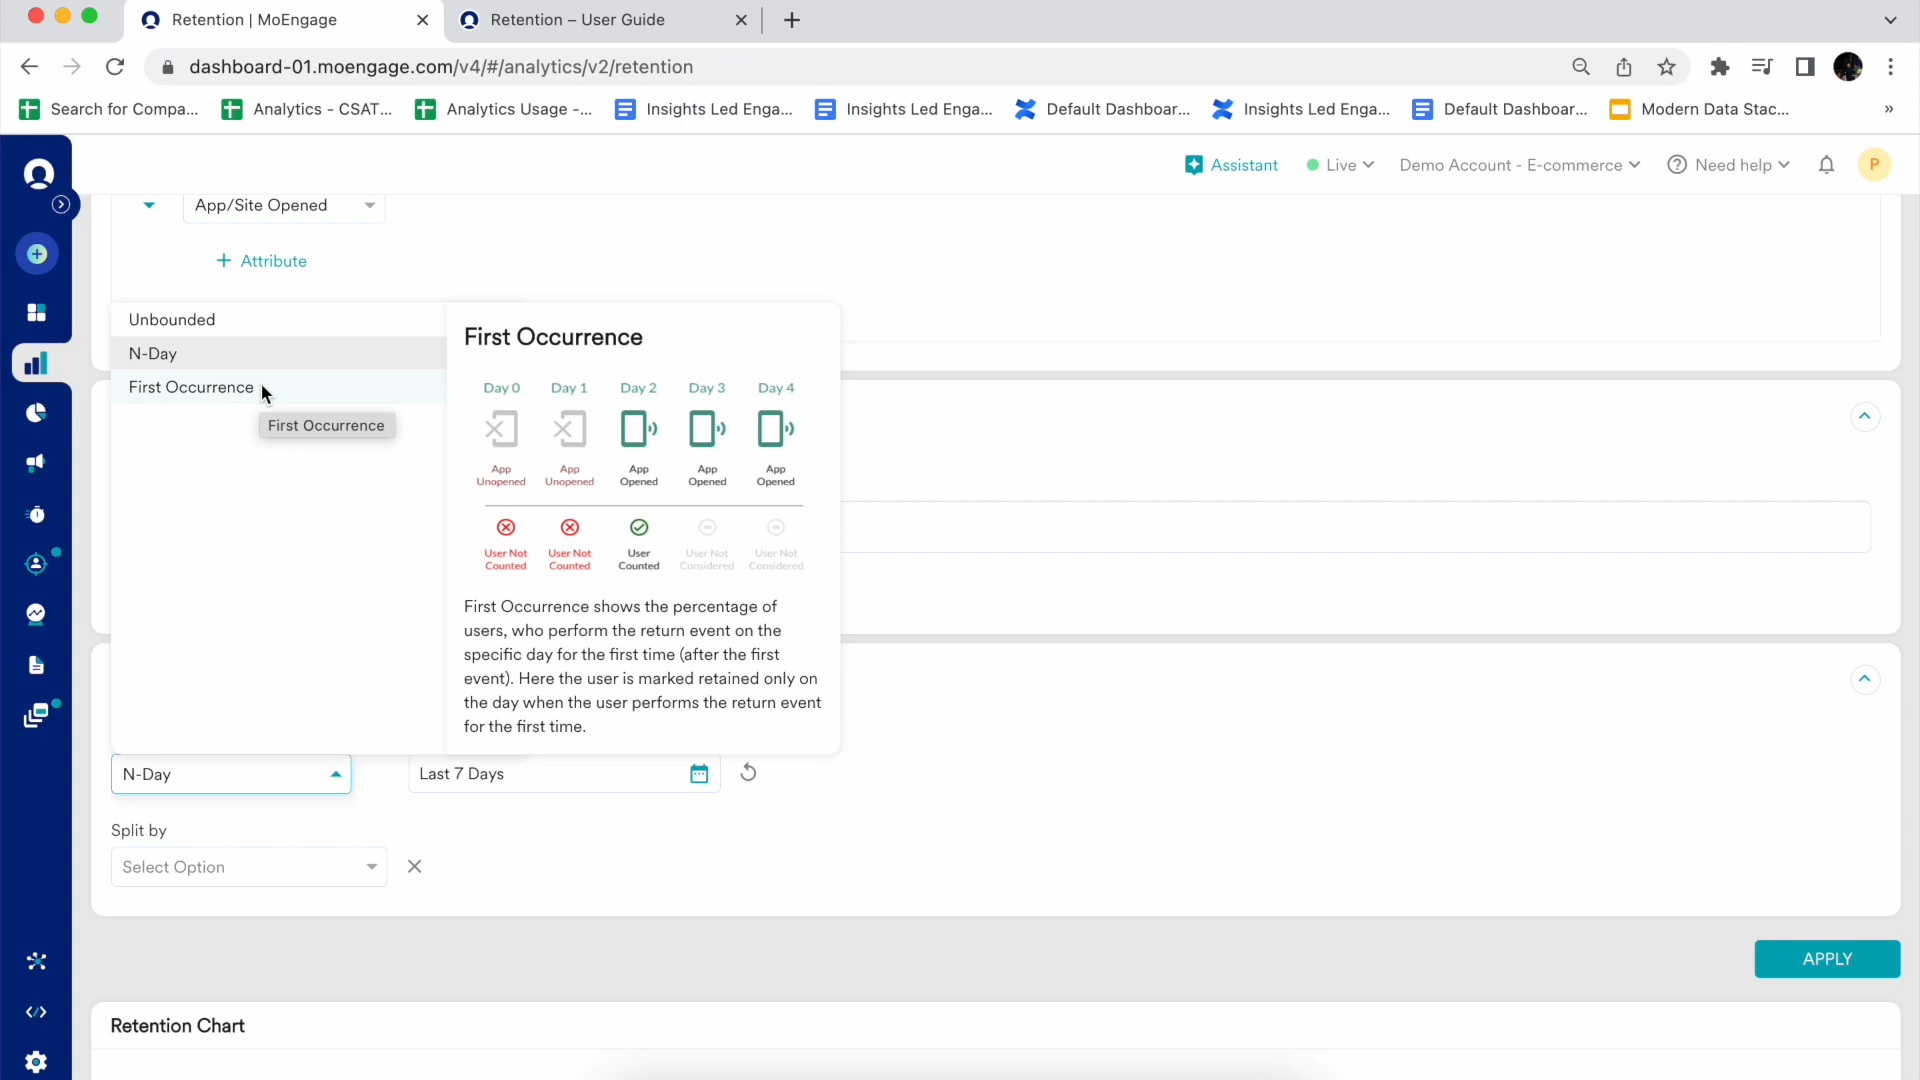 Retention | MoEngage
Retention – User Guide
dashboard-01.moengage.com/v4/#/analytics/v2/retention
Search for Compa...
Analytics - CSAT...
Analytics Usage -...
Insights Led Enga...
Insights Led Enga...
Default Dashboar...
Insights Led Enga...
Default Dashboar...
Modern Data Stac...
»
Assistant
Live
Demo Account - E-commerce
Need help
P
App/Site Opened
+ Attribute
Unbounded
N-Day
First Occurrence
First Occurrence
First Occurrence
Day 0 Day 1 Day 2 Day 3 Day 4
App Unopened
App Unopened
App Opened
App Opened
App Opened
User Not Counted
User Not Counted
User Counted
User Not Considered
User Not Considered
First Occurrence shows the percentage of
users, who perform the return event on the
specific day for the first time (after the first
event). Here the user is marked retained only on
the day when the user performs the return event
for the first time.
N-Day
Last 7 Days
Split by
Select Option
APPLY
Retention Chart